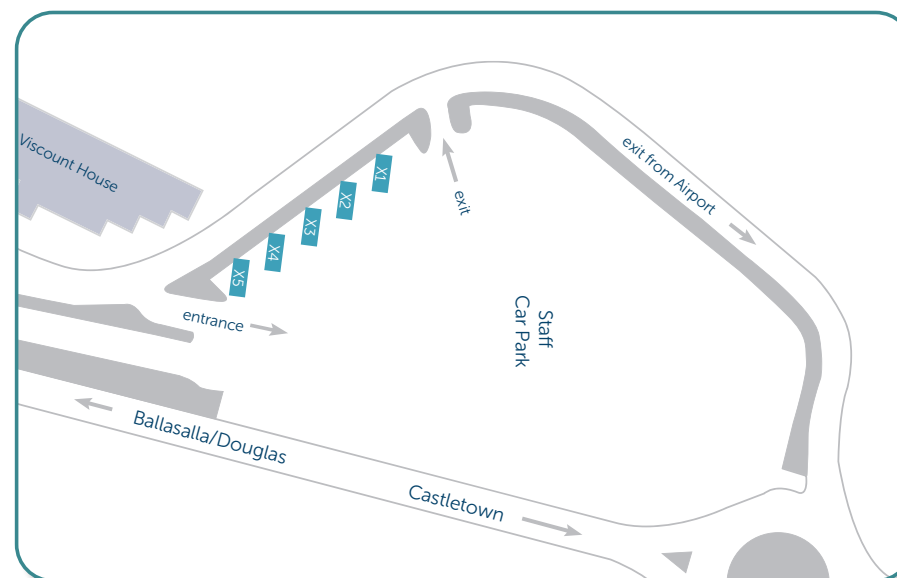 Viscount House
X1
X2
X3
X4
X5
exit
exit from Airport
entrance
Staff
Car Park
Ballasalla/Douglas
Castletown